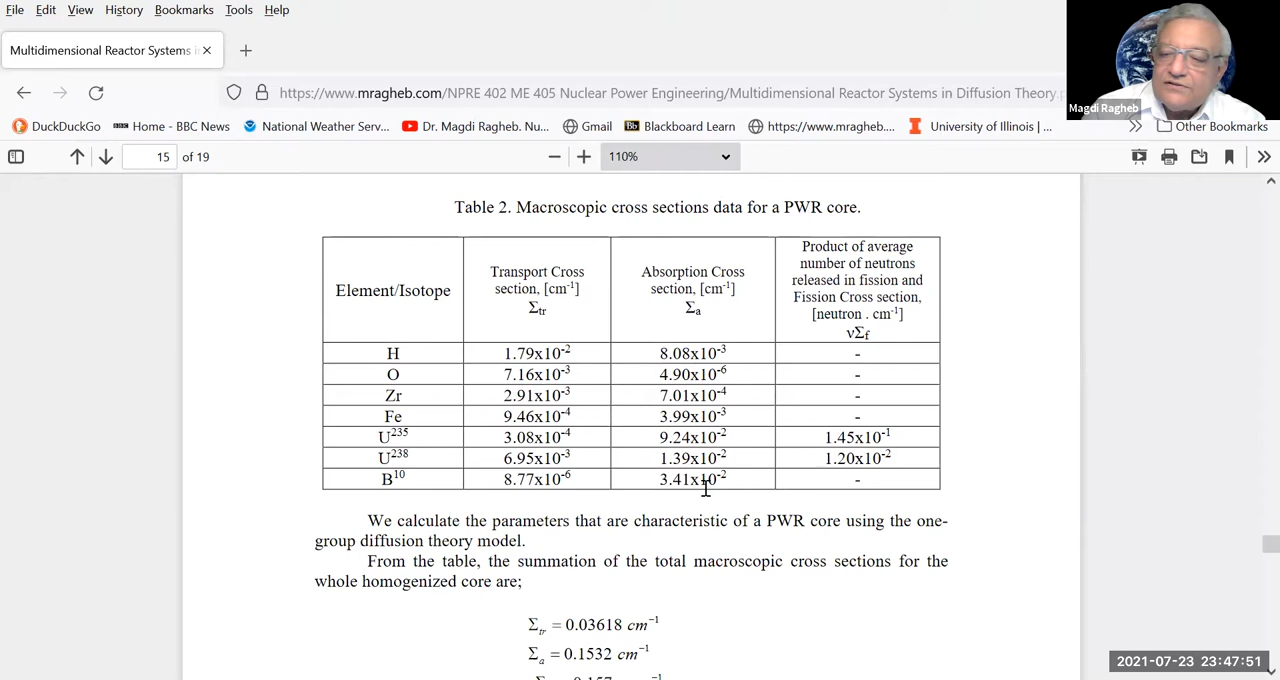 File Edit View History Bookmarks Tools Help
Multidimensional Reactor Systems i
https://www.mragheb.com/NPRE 402 ME 405 Nuclear Power Engineering/Multidimensional Reactor Systems in Diffusion Theory.p
Magdi Ragheb
DuckDuckGo BBC Home - BBC News National Weather Serv... Dr. Magdi Ragheb. Nu... Gmail Bb Blackboard Learn https://www.mragheb.... I University of Illinois | ... Other Bookmarks
15 of 19 110%
Table 2. Macroscopic cross sections data for a PWR core.
Element/Isotope
Transport Cross
section, [cm⁻¹]
Σtr
Absorption Cross
section, [cm⁻¹]
Σa
Product of average
number of neutrons
released in fission and
Fission Cross section,
[neutron . cm⁻¹]
νΣf
H 1.79x10⁻² 8.08x10⁻³ -
O 7.16x10⁻³ 4.90x10⁻⁶ -
Zr 2.91x10⁻³ 7.01x10⁻⁴ -
Fe 9.46x10⁻⁴ 3.99x10⁻³ -
U²³⁵ 3.08x10⁻⁴ 9.24x10⁻² 1.45x10⁻¹
U²³⁸ 6.95x10⁻³ 1.39x10⁻² 1.20x10⁻²
B¹⁰ 8.77x10⁻⁶ 3.41x10⁻² -
We calculate the parameters that are characteristic of a PWR core using the one-
group diffusion theory model.
From the table, the summation of the total macroscopic cross sections for the
whole homogenized core are;
Σtr = 0.03618 cm⁻¹
Σa = 0.1532 cm⁻¹
2021-07-23 23:47:51